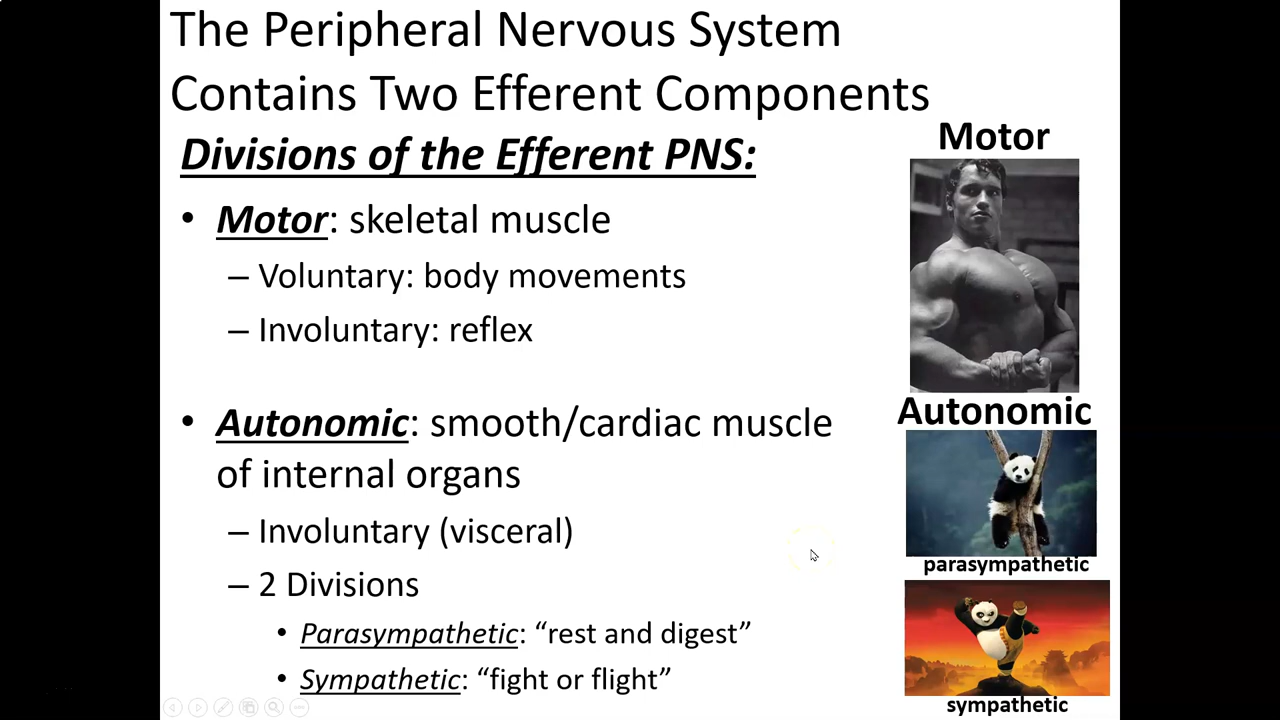 The Peripheral Nervous System
Contains Two Efferent Components
Divisions of the Efferent PNS:
• Motor: skeletal muscle
– Voluntary: body movements
– Involuntary: reflex
• Autonomic: smooth/cardiac muscle
of internal organs
– Involuntary (visceral)
– 2 Divisions
• Parasympathetic: “rest and digest”
• Sympathetic: “fight or flight”
Motor
Autonomic
parasympathetic
sympathetic